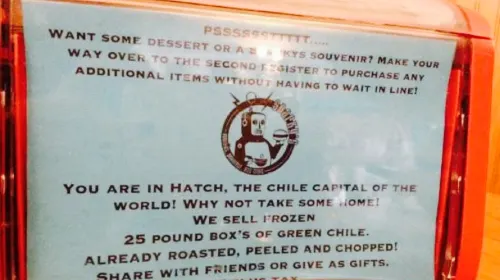 PSSSSSSTTTTT.....
WANT SOME DESSERT OR A SOUVENIR? MAKE YOUR
WAY OVER TO THE SECOND REGISTER TO PURCHASE ANY
ADDITIONAL ITEMS WITHOUT HAVING TO WAIT IN LINE!
YOU ARE IN HATCH, THE CHILE CAPITAL OF THE
WORLD! WHY NOT TAKE SOME HOME!
WE SELL FROZEN
25 POUND BOX'S OF GREEN CHILE.
ALREADY ROASTED, PEELED AND CHOPPED!
SHARE WITH FRIENDS OR GIVE AS GIFTS.